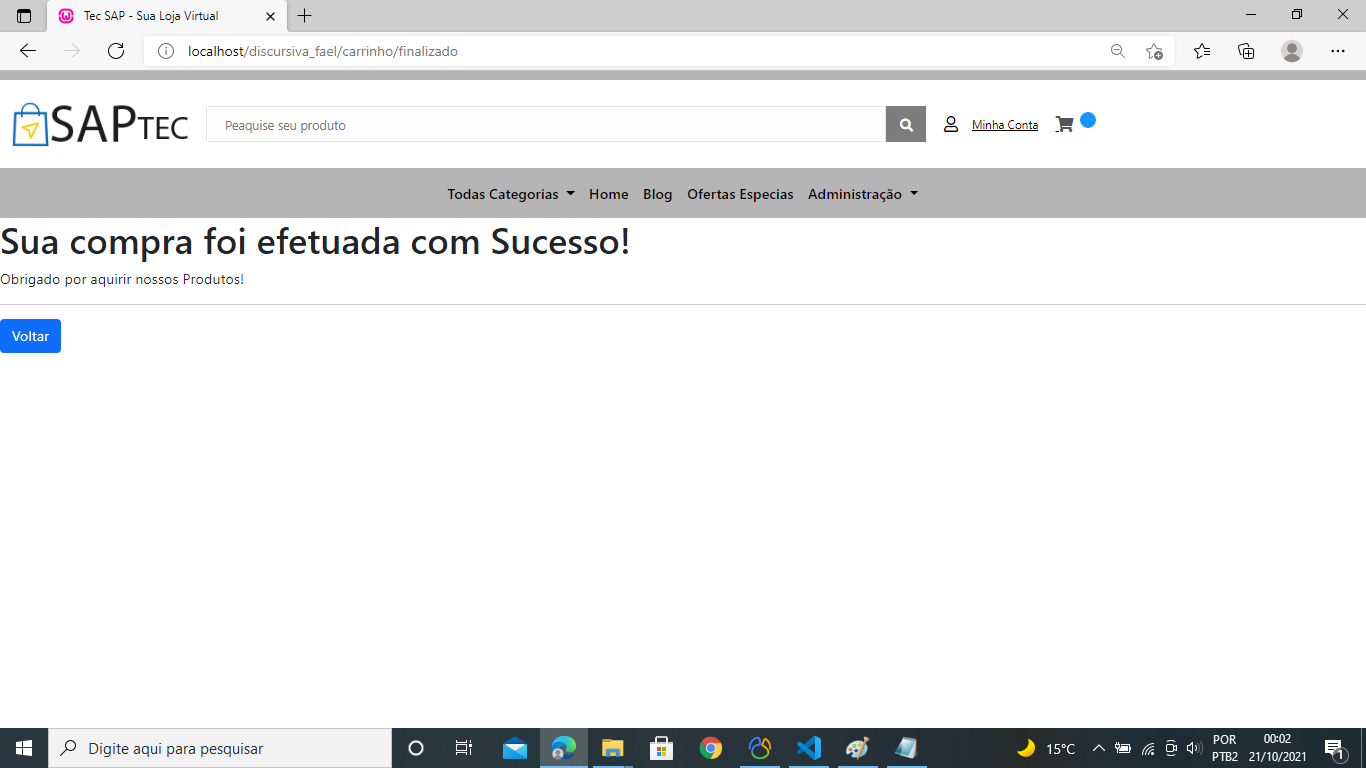 Tec SAP - Sua Loja Virtual
localhost/discursiva_fael/carrinho/finalizado
SAPTEC
Peaquise seu produto
Minha Conta
Todas Categorias
Home
Blog
Ofertas Especias
Administração
Sua compra foi efetuada com Sucesso!
Obrigado por aquirir nossos Produtos!
Voltar
Digite aqui para pesquisar
15°C
POR
PTB2
00:02
21/10/2021
1